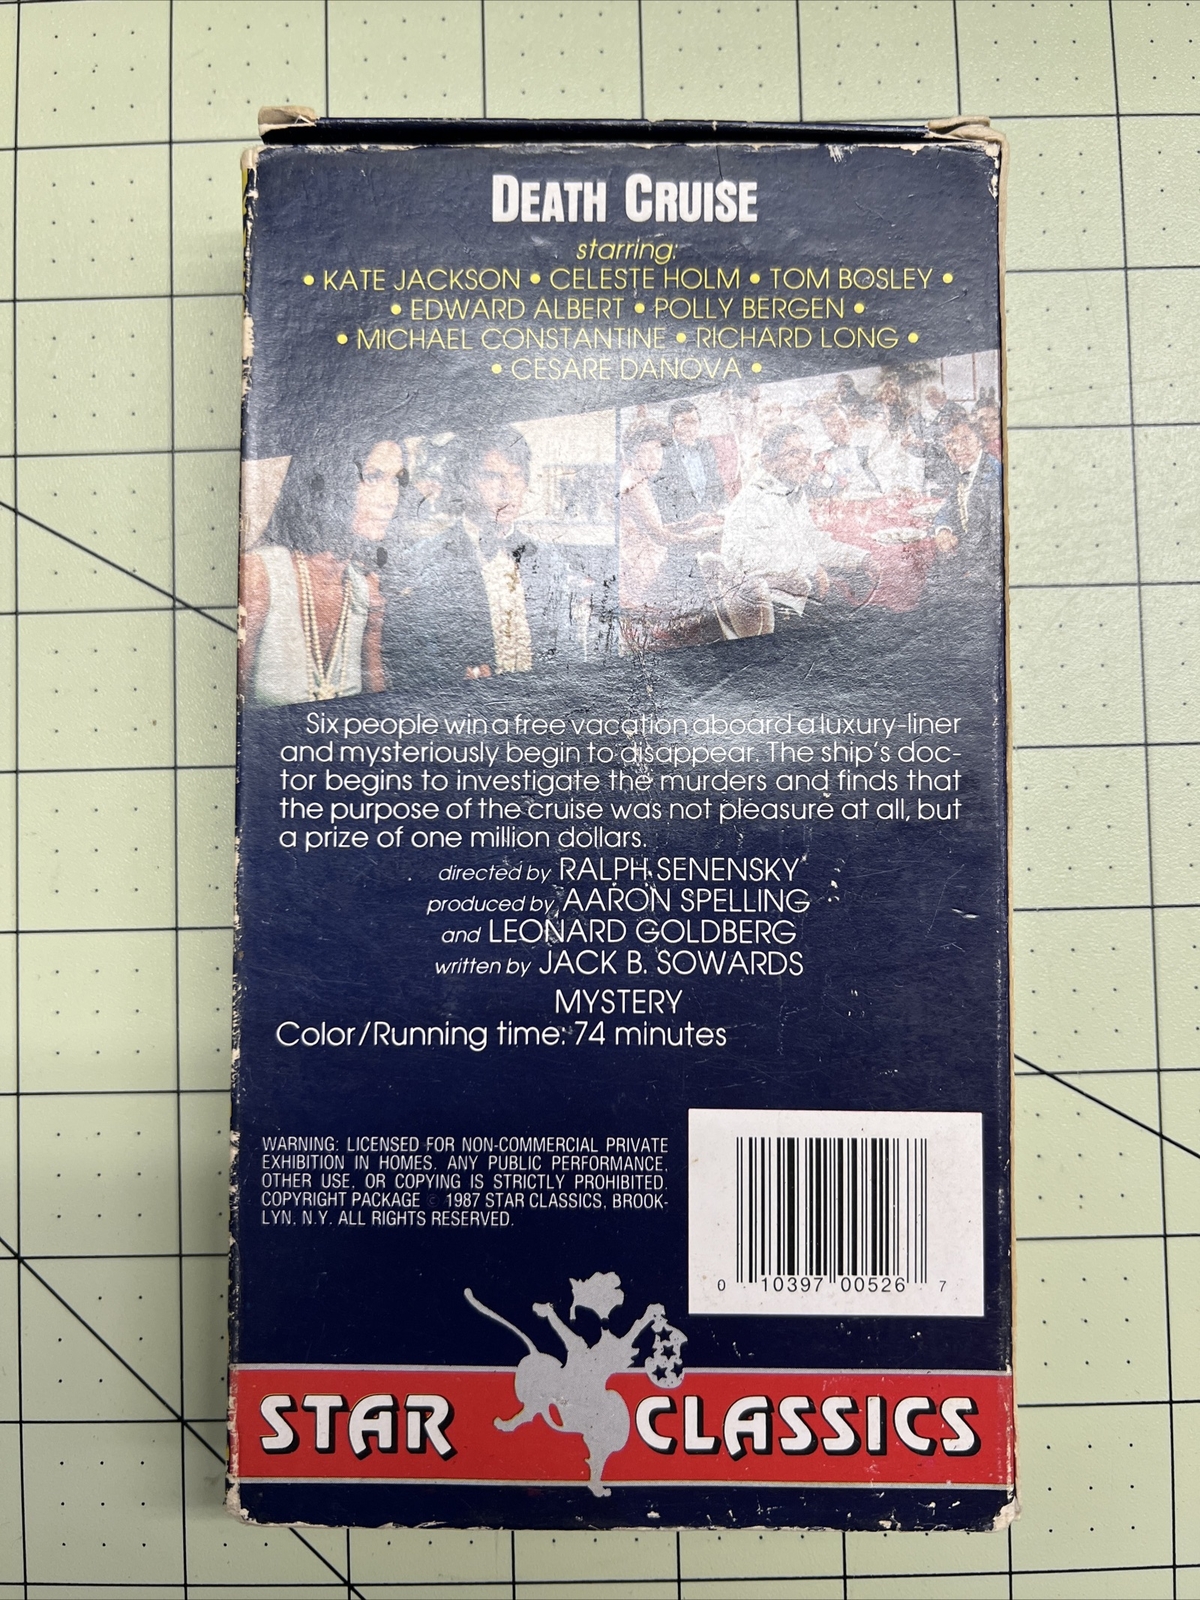 DEATH CRUISE
starring:
• KATE JACKSON • CELESTE HOLM • TOM BOSLEY •
• EDWARD ALBERT • POLLY BERGEN •
• MICHAEL CONSTANTINE • RICHARD LONG •
• CESARE DANOVA •
Six people win a free vacation aboard a luxury-liner
and mysteriously begin to disappear. The ship's doc-
tor begins to investigate the murders and finds that
the purpose of the cruise was not pleasure at all, but
a prize of one million dollars.
directed by RALPH SENENSKY
produced by AARON SPELLING
and LEONARD GOLDBERG
written by JACK B. SOWARDS
MYSTERY
Color/Running time: 74 minutes
WARNING: LICENSED FOR NON-COMMERCIAL PRIVATE
EXHIBITION IN HOMES. ANY PUBLIC PERFORMANCE,
OTHER USE, OR COPYING IS STRICTLY PROHIBITED.
COPYRIGHT PACKAGE © 1987 STAR CLASSICS, BROOK-
LYN, N.Y. ALL RIGHTS RESERVED.
0 10397 00526 7
STAR CLASSICS